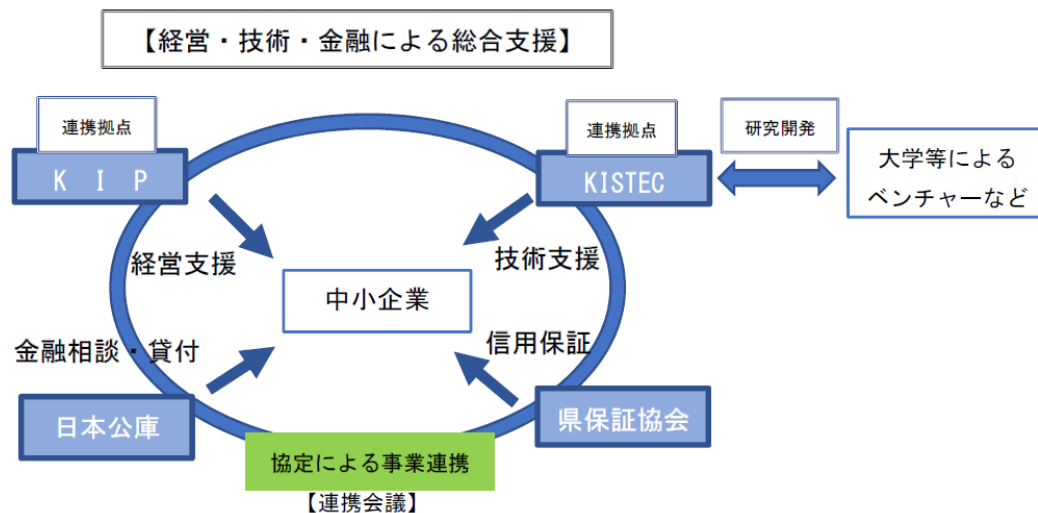 【経営・技術・金融による総合支援】
連携拠点
連携拠点
研究開発
Ｋ Ｉ Ｐ
KISTEC
大学等による
ベンチャーなど
経営支援
技術支援
中小企業
金融相談・貸付
信用保証
日本公庫
県保証協会
協定による事業連携
【連携会議】